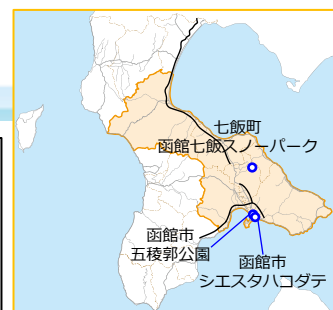 七飯町
函館七飯スノーパーク
函館市
五稜郭公園
函館市
シエスタハコダテ